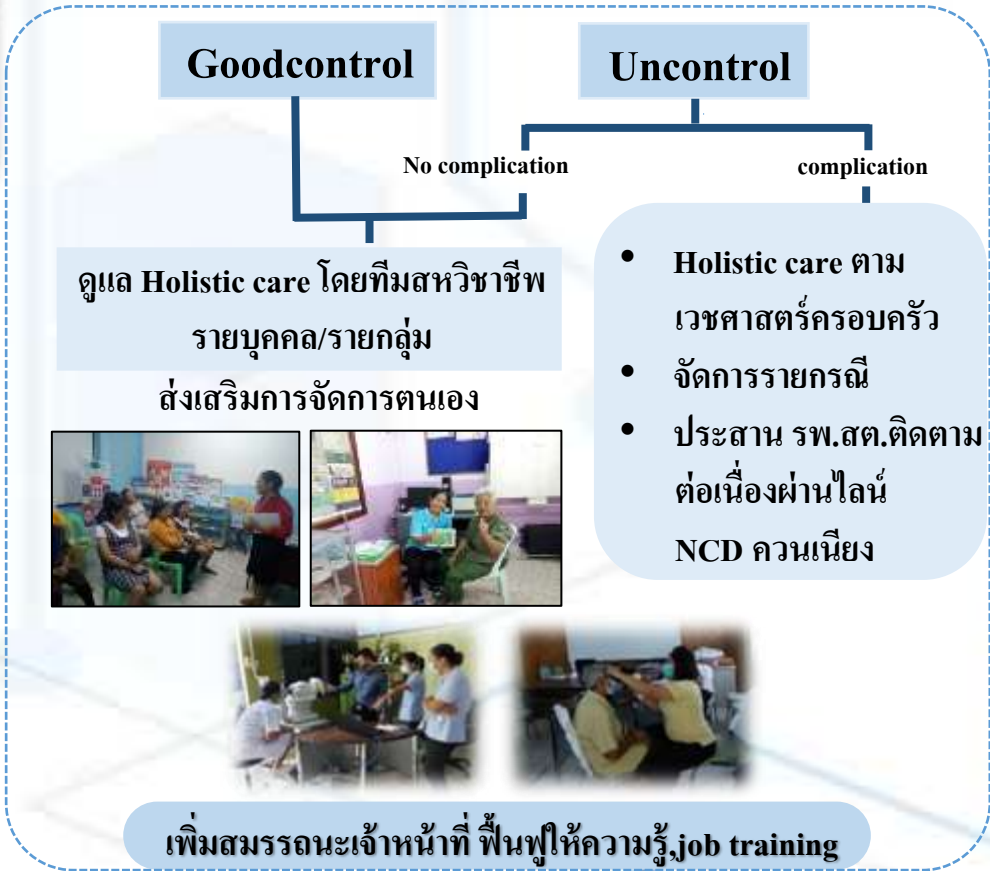 Goodcontrol
Uncontrol
No complication
complication
ดูแล Holistic care โดยทีมสหวิชาชีพ
รายบุคคล/รายกลุ่ม
ส่งเสริมการจัดการตนเอง
• Holistic care ตาม
เวชศาสตร์ครอบครัว
• จัดการรายกรณี
• ประสาน รพ.สต.ติดตาม
ต่อเนื่องผ่านไลน์
NCD ควนเนียง
เพิ่มสมรรถนะเจ้าหน้าที่ ฟื้นฟูให้ความรู้,job training